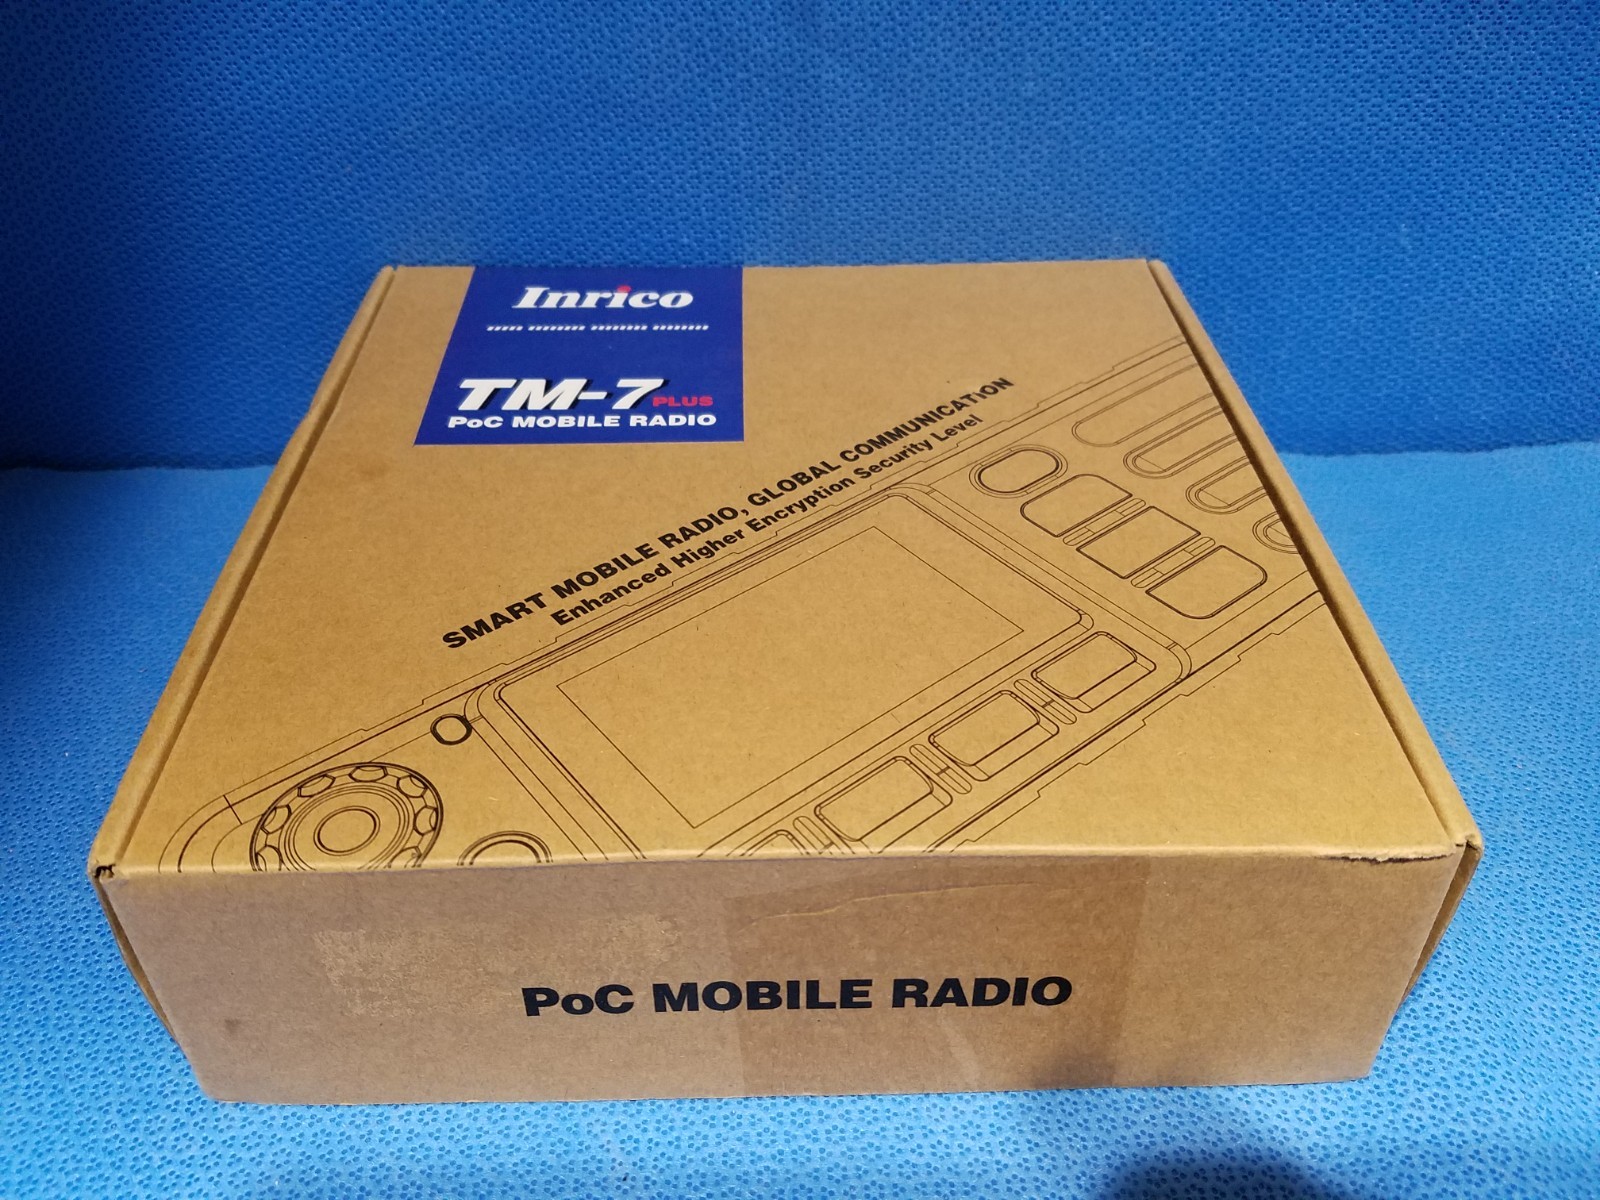 Inrico
TM-7 PLUS
PoC MOBILE RADIO
SMART MOBILE RADIO, GLOBAL COMMUNICATION
Enhanced Higher Encryption Security Level
PoC MOBILE RADIO